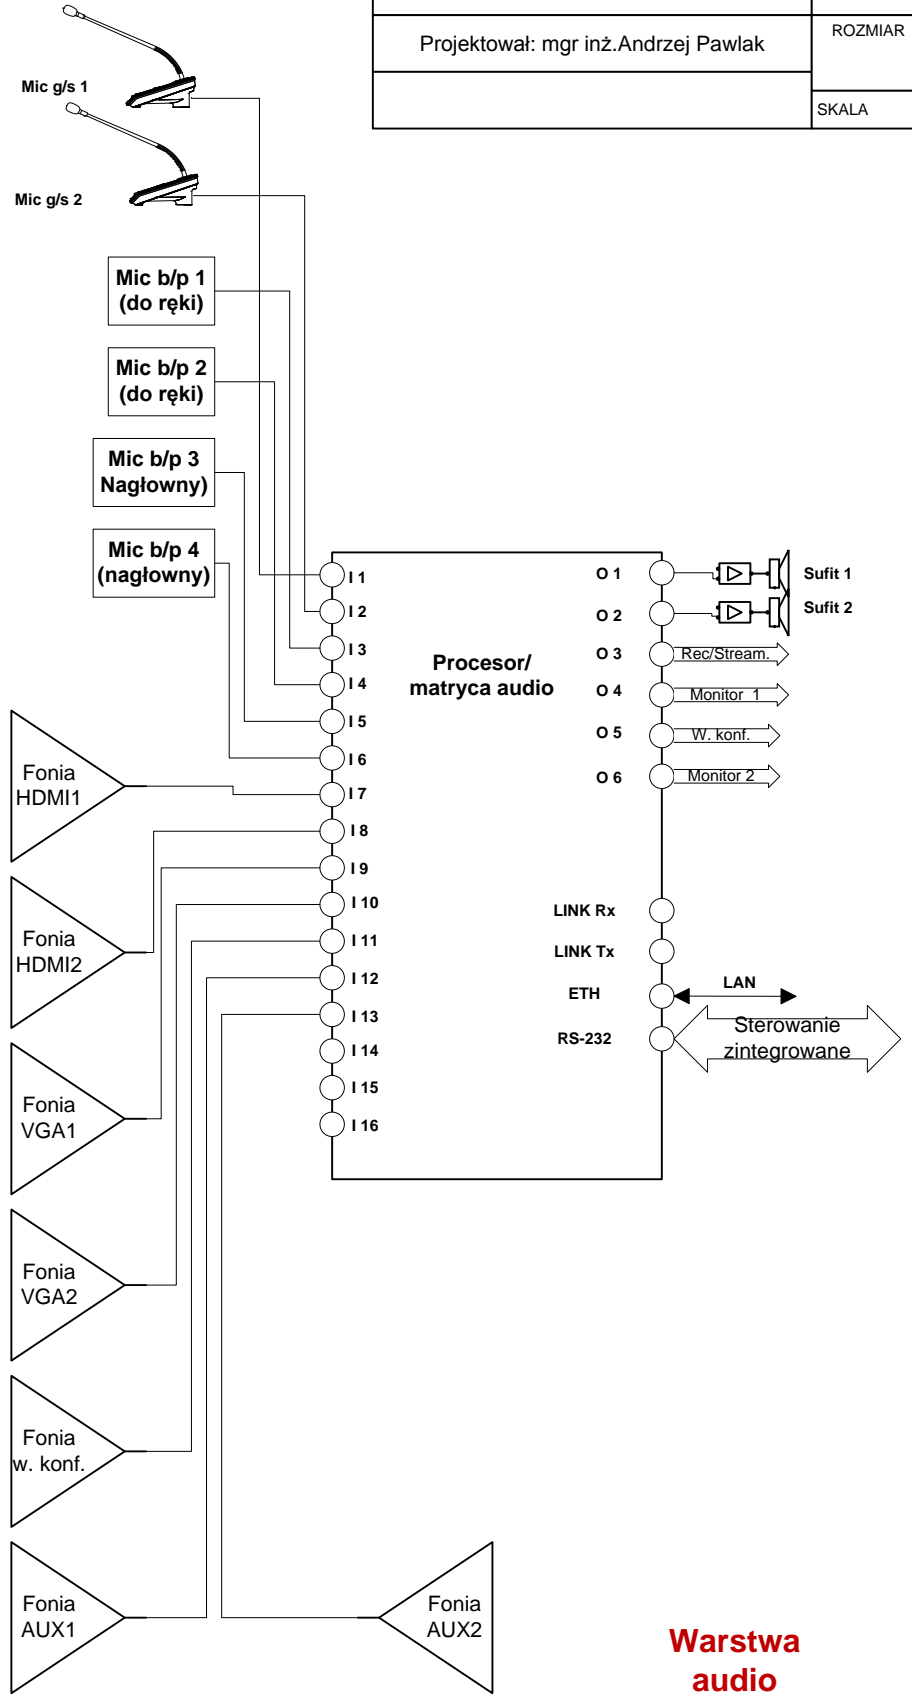 Projektował: mgr inż.Andrzej Pawlak
ROZMIAR
SKALA
Mic g/s 1
Mic g/s 2
Mic b/p 1
(do ręki)
Mic b/p 2
(do ręki)
Mic b/p 3
Nagłowny)
Mic b/p 4
(nagłowny)
Procesor/
matryca audio
I 1
I 2
I 3
I 4
I 5
I 6
I 7
I 8
I 9
I 10
I 11
I 12
I 13
I 14
I 15
I 16
O 1
O 2
O 3
O 4
O 5
O 6
Sufit 1
Sufit 2
Rec/Stream.
Monitor 1
W. konf.
Monitor 2
LINK Rx
LINK Tx
ETH
RS-232
LAN
Sterowanie
zintegrowane
Fonia
HDMI1
Fonia
HDMI2
Fonia
VGA1
Fonia
VGA2
Fonia
w. konf.
Fonia
AUX1
Fonia
AUX2
Warstwa
audio